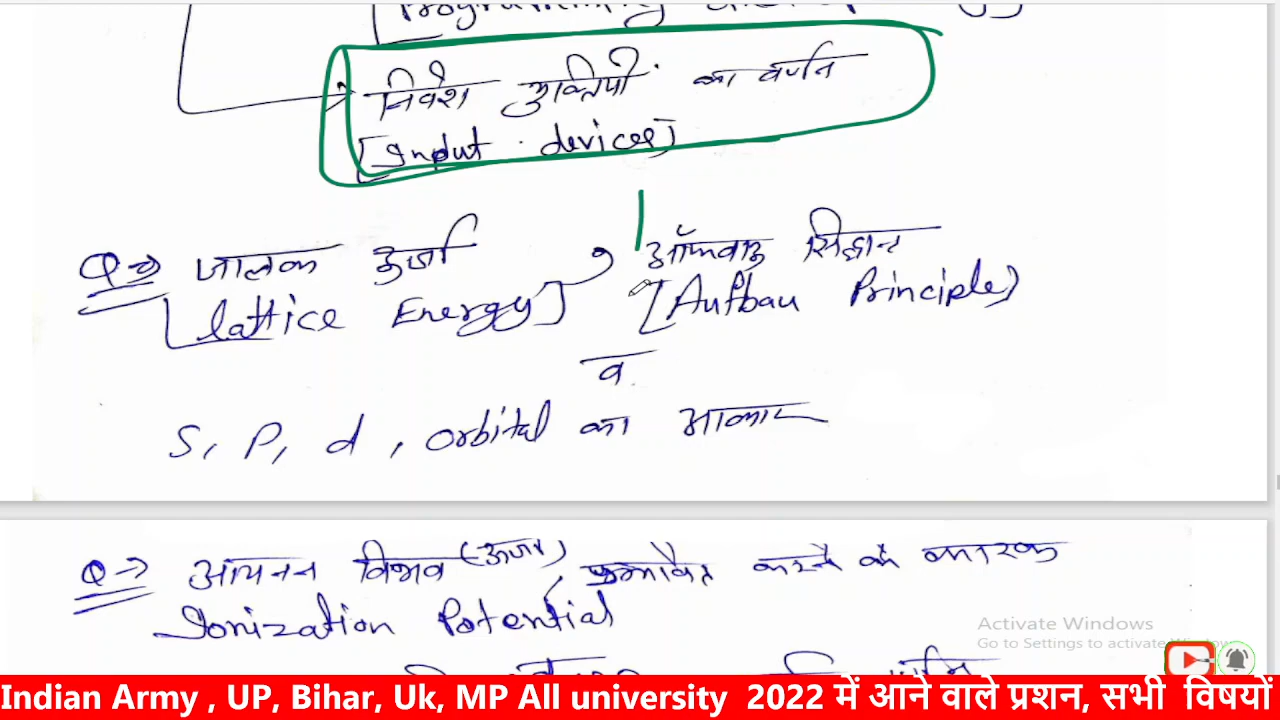 Programming
निवेश युक्तियों का वर्णन
[Input devices]
Q⇒ जालक ऊर्जा, ऑफबाऊ सिद्धान्त
[lattice Energy] [Aufbau Principle]
व
S, P, d, orbital का आकार
Q→ आयनन विभव (ऊर्जा), प्रभावित करने के कारक
Ionization Potential
Activate Windows
Go to Settings to activate Windows.
Indian Army , UP, Bihar, Uk, MP All university 2022 में आने वाले प्रशन, सभी विषयों